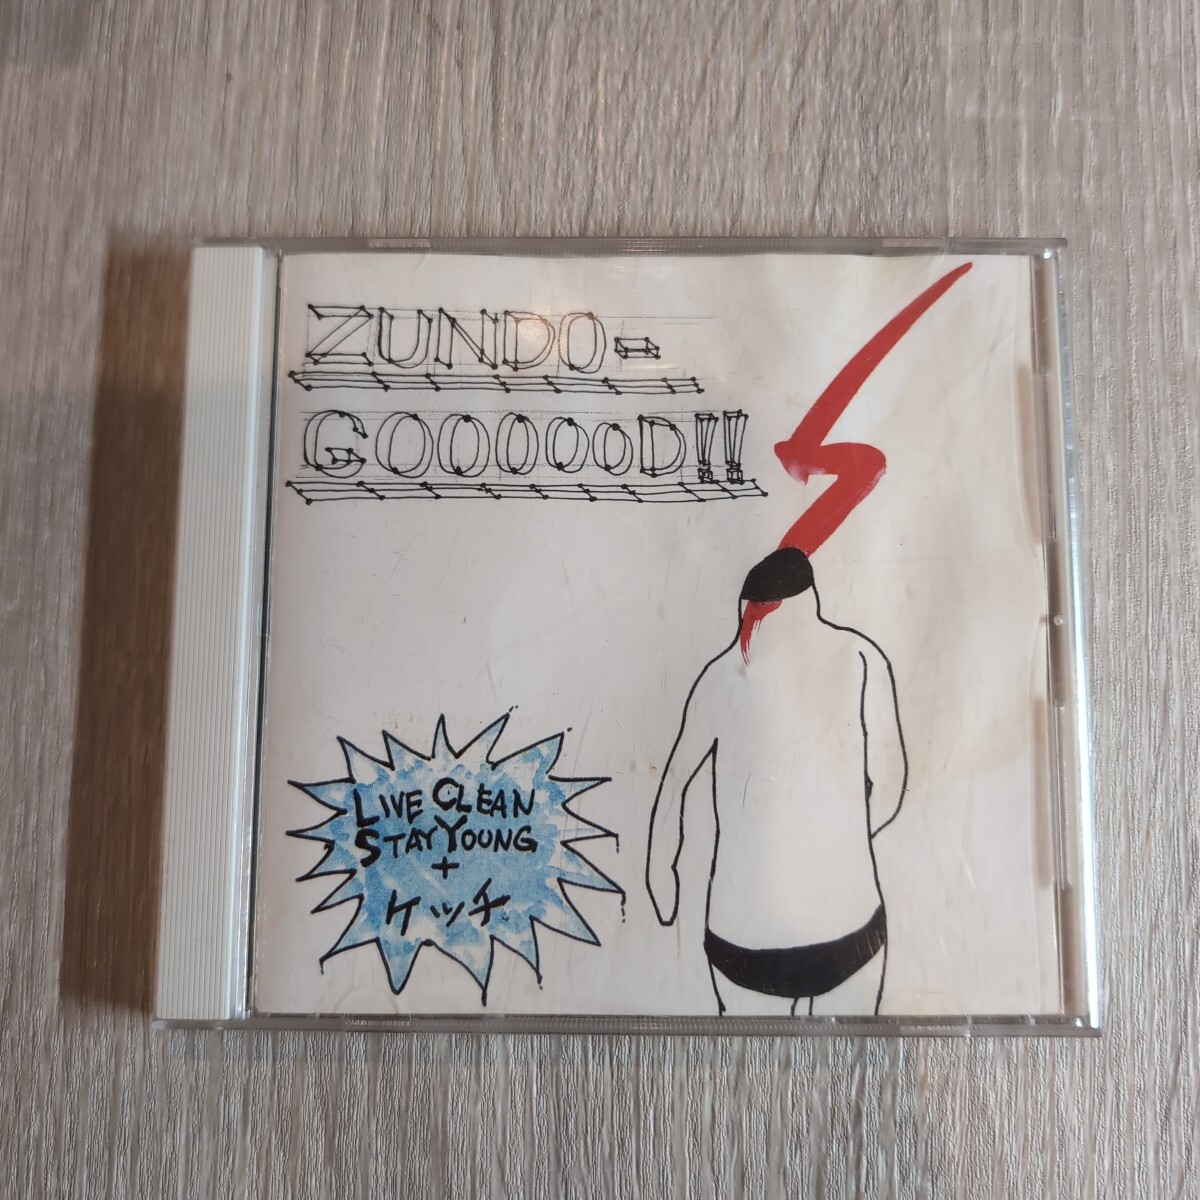 ZUNDO-
GOOOOOD!!
LIVE CLEAN
STAY YOUNG
+
ケッチ